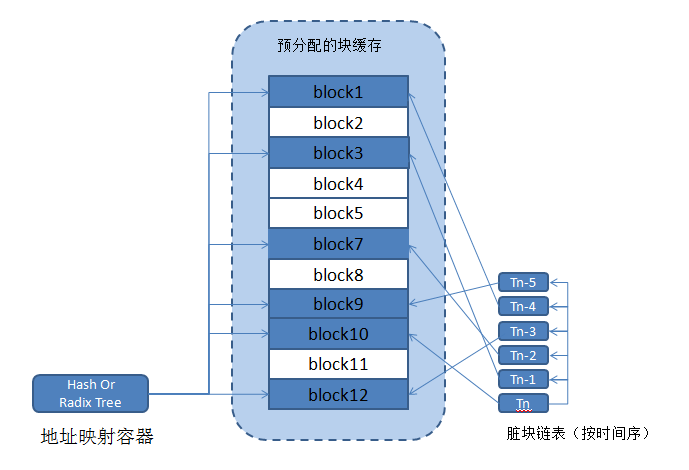 预分配的块缓存
block1
block2
block3
block4
block5
block7
block8
block9
block10
block11
block12
Hash Or
Radix Tree
地址映射容器
Tn-5
Tn-4
Tn-3
Tn-2
Tn-1
Tn
脏块链表（按时间序）